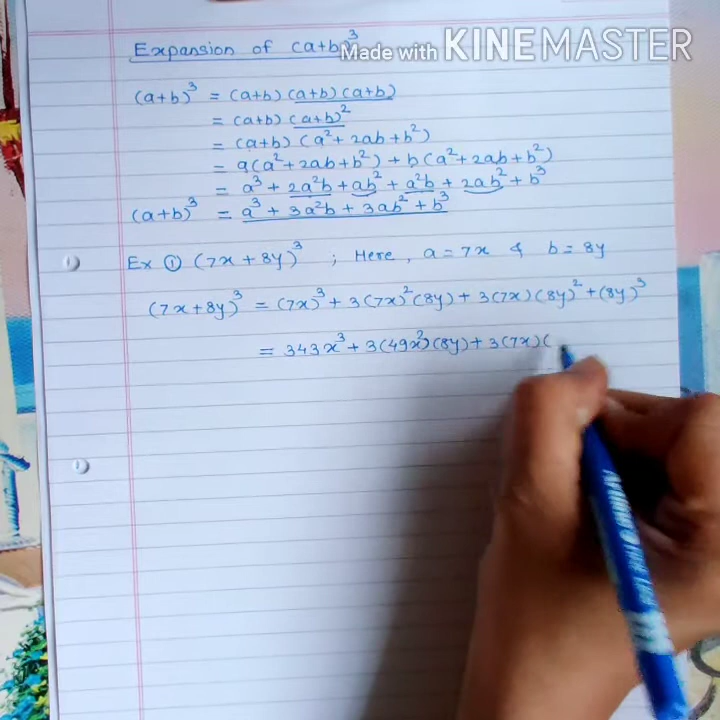 Expansion of (a+b)³
Made with KINEMASTER
(a+b)³ = (a+b) (a+b) (a+b)
= (a+b) (a+b)²
= (a+b) (a² + 2ab + b²)
= a(a² + 2ab + b²) + b(a² + 2ab + b²)
= a³ + 2a²b + ab² + a²b + 2ab² + b³
(a+b)³ = a³ + 3a²b + 3ab² + b³
Ex ① (7x + 8y)³ ; Here, a = 7x & b = 8y
(7x + 8y)³ = (7x)³ + 3(7x)²(8y) + 3(7x)(8y)² + (8y)³
= 343x³ + 3(49x²)(8y) + 3(7x)(